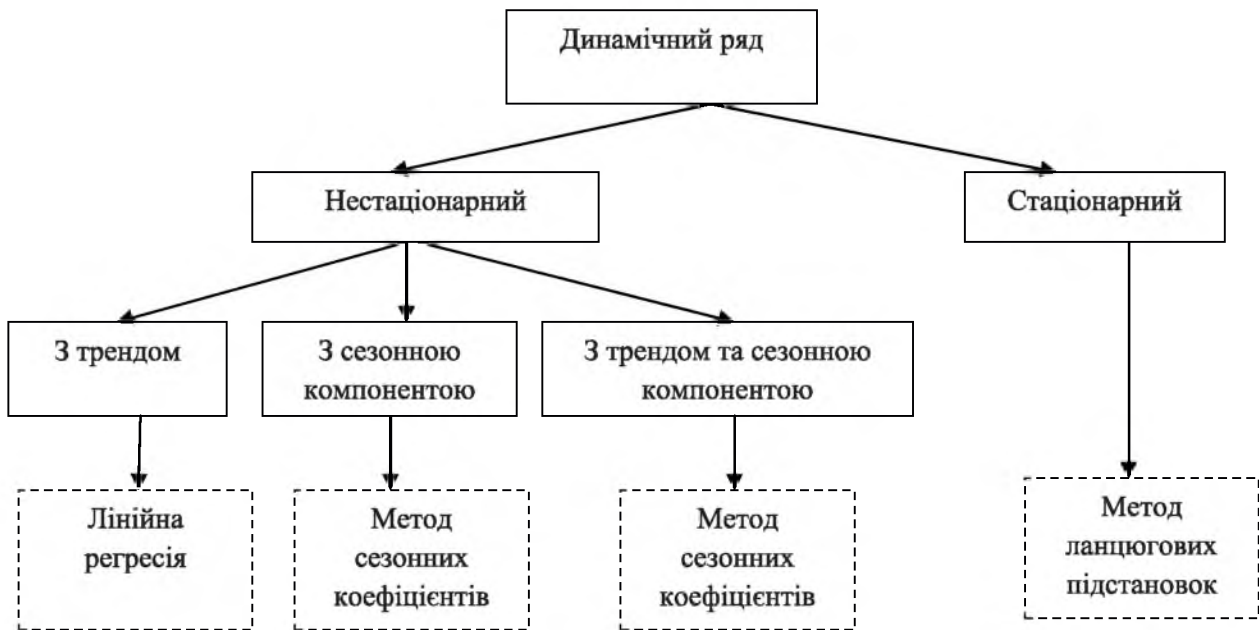 Динамічний ряд
Нестаціонарний
Стаціонарний
З трендом
З сезонною
компонентою
З трендом та сезонною
компонентою
Лінійна
регресія
Метод
сезонних
коефіцієнтів
Метод
сезонних
коефіцієнтів
Метод
ланцюгових
підстановок